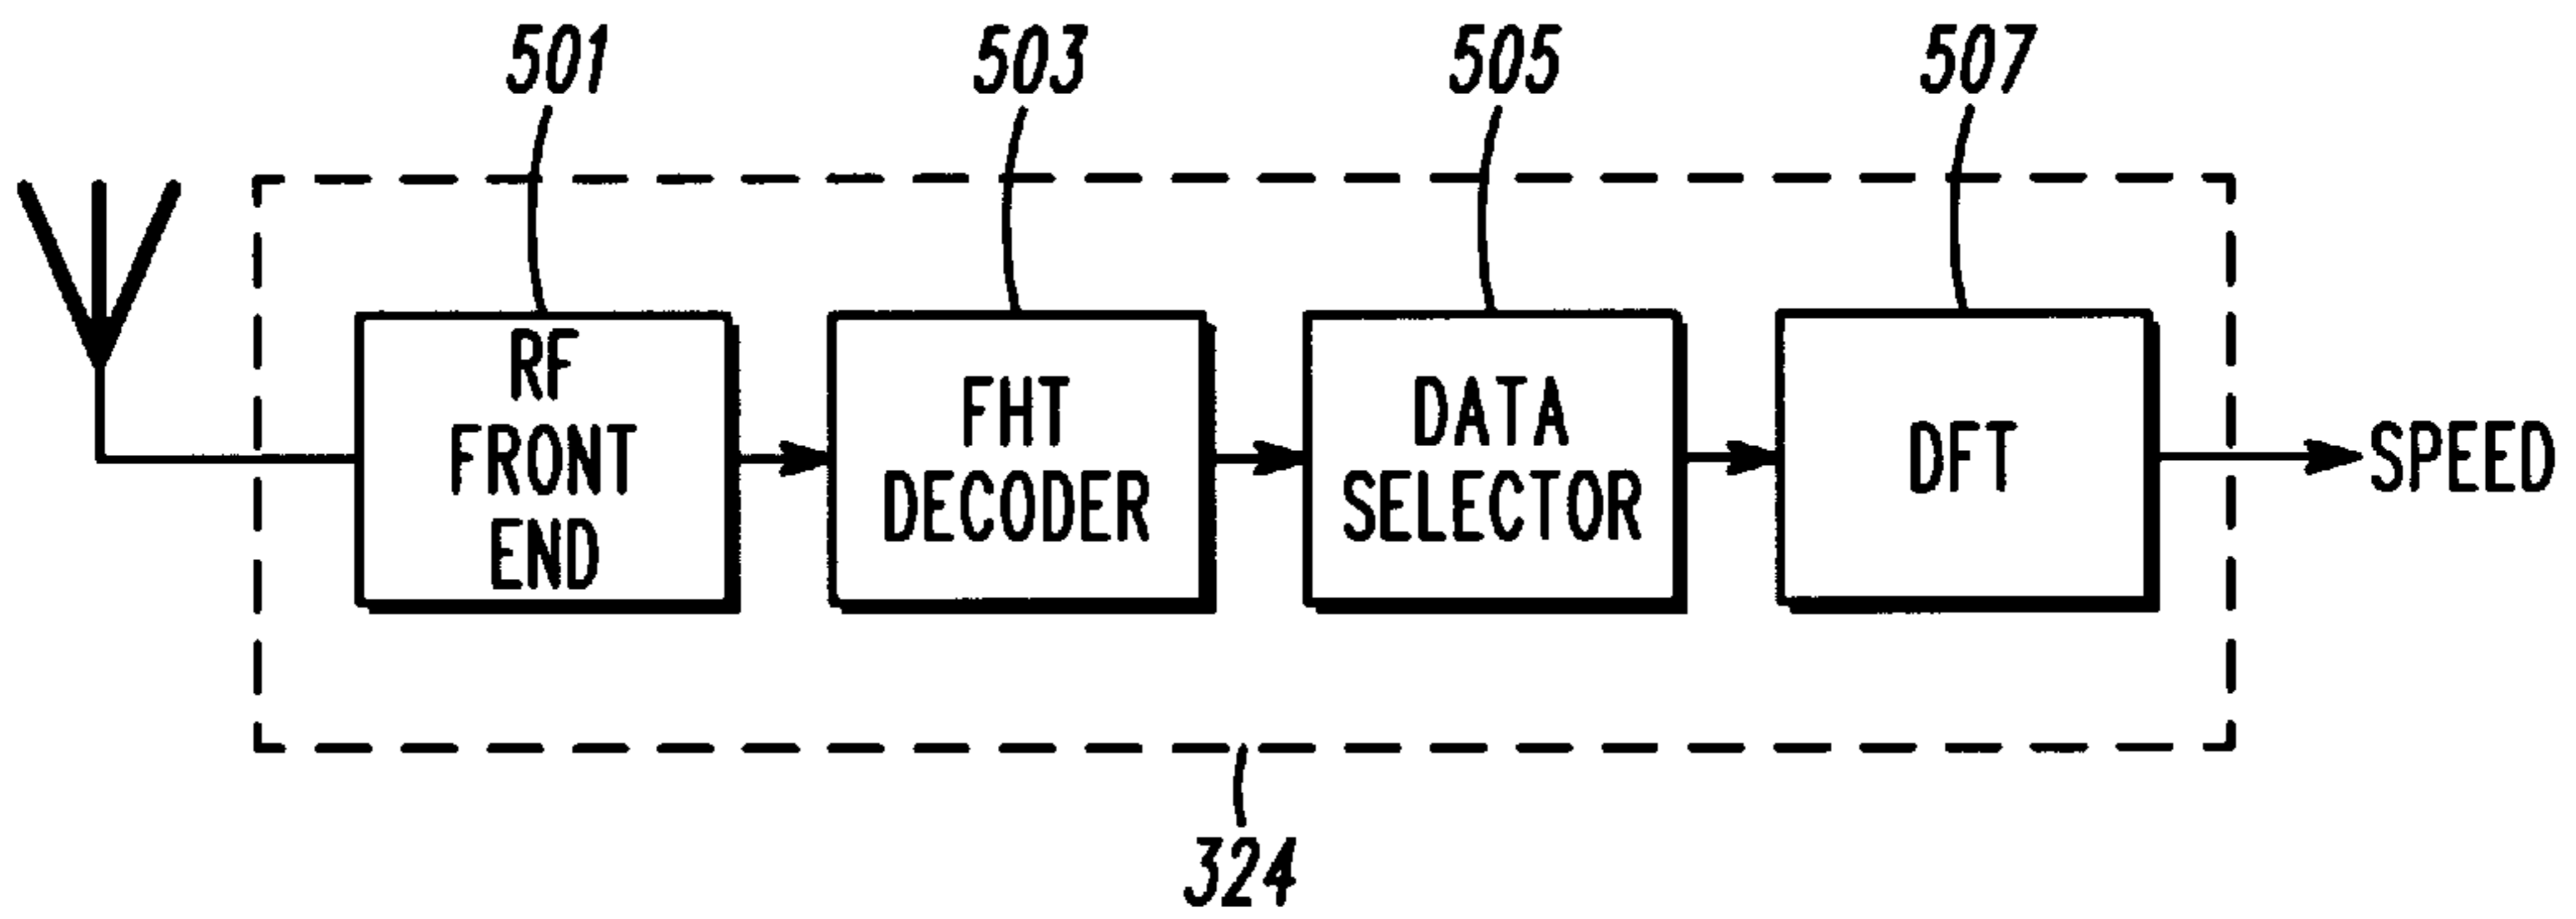 501
503
505
507
RF
FRONT
END
FHT
DECODER
DATA
SELECTOR
DFT
SPEED
324